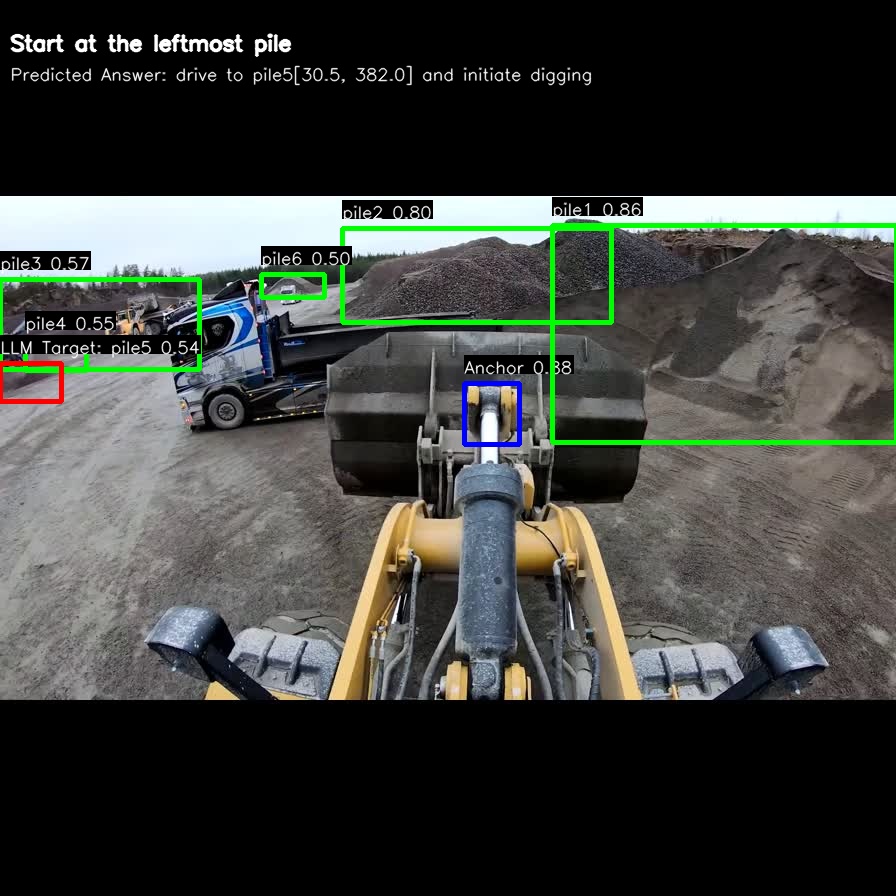 Start at the leftmost pile
Predicted Answer: drive to pile5[30.5, 382.0] and initiate digging
pile1 0.86
pile2 0.80
pile6 0.50
pile3 0.57
pile4 0.55
LLM Target: pile5 0.54
Anchor 0.88